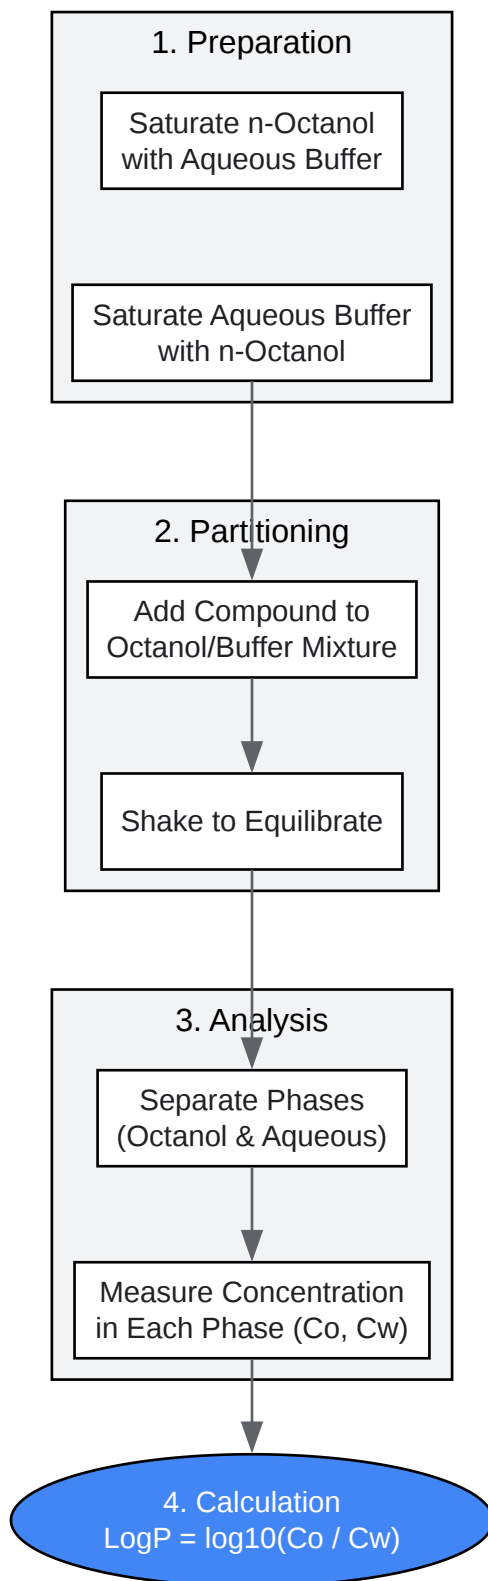 1. Preparation
Saturate n-Octanol
with Aqueous Buffer
Saturate Aqueous Buffer
with n-Octanol
2. Partitioning
Add Compound to
Octanol/Buffer Mixture
Shake to Equilibrate
3. Analysis
Separate Phases
(Octanol & Aqueous)
Measure Concentration
in Each Phase (Co, Cw)
4. Calculation
LogP = log10(Co / Cw)